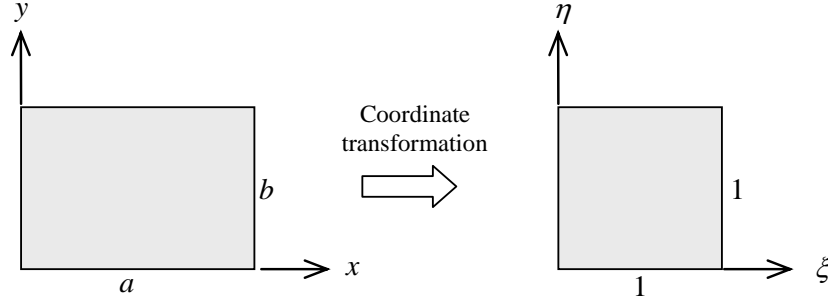 y
η
Coordinate
transformation
b
1
x
ξ
a
1